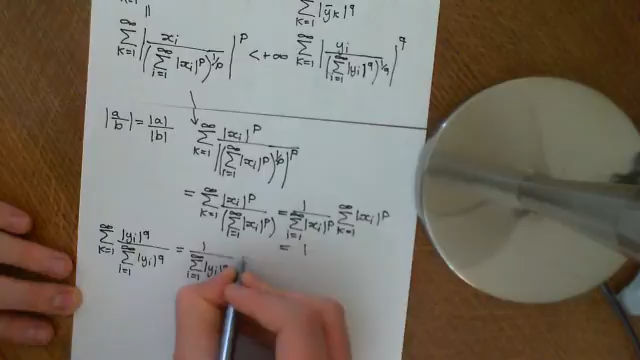 || ∑_{k=1}^{∞} |ȳ_k|^q
∑_{k=1}^{∞} | x_i / (∑_{i=1}^{∞} |x_i|^p)^{1/p} |^p < +∞ ∑_{k=1}^{∞} | y_i / (∑_{i=1}^{∞} |y_i|^q)^{1/q} |^q
|a/b| = |a|/|b| ∑_{k=1}^{∞} |x_i|^p / |(∑_{i=1}^{∞} |x_i|^p)^{1/p}|^p
= ∑_{k=1}^{∞} |x_i|^p / (∑_{i=1}^{∞} |x_i|^p) = 1 / ∑_{i=1}^{∞} |x_i|^p ∑_{k=1}^{∞} |x_i|^p
∑_{k=1}^{∞} |y_i|^q / ∑_{i=1}^{∞} |y_i|^q = 1 / ∑_{i=1}^{∞} |y_i|^q = 1